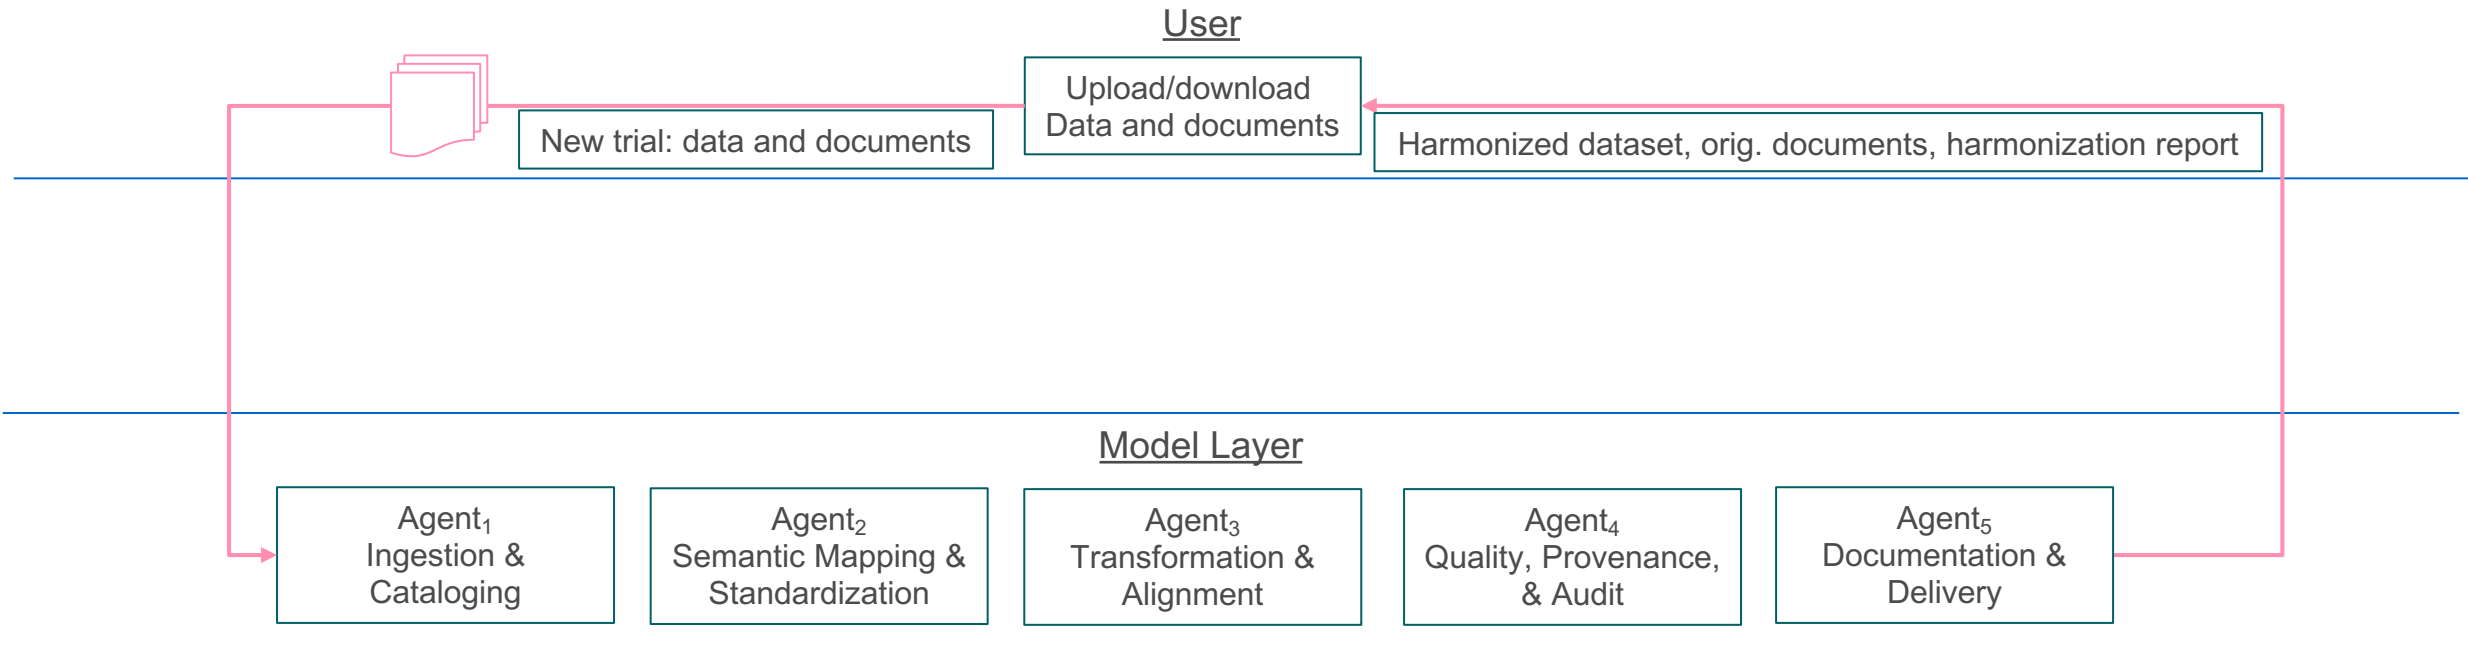 User
Upload/download
Data and documents
New trial: data and documents
Harmonized dataset, orig. documents, harmonization report
Model Layer
Agent₁
Ingestion &
Cataloging
Agent₂
Semantic Mapping &
Standardization
Agent₃
Transformation &
Alignment
Agent₄
Quality, Provenance,
& Audit
Agent₅
Documentation &
Delivery